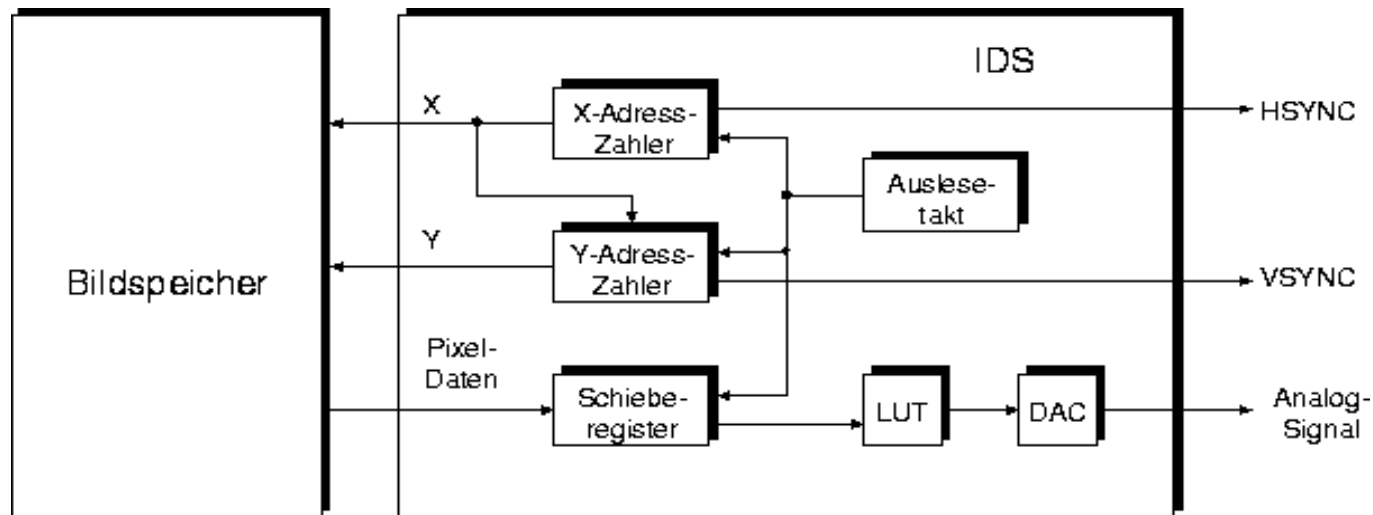 IDS
X
X-Adress-
Zahler
HSYNC
Auslese-
takt
Y
Y-Adress-
Zahler
Bildspeicher
VSYNC
Pixel-
Daten
Schiebe-
register
LUT
DAC
Analog-
Signal